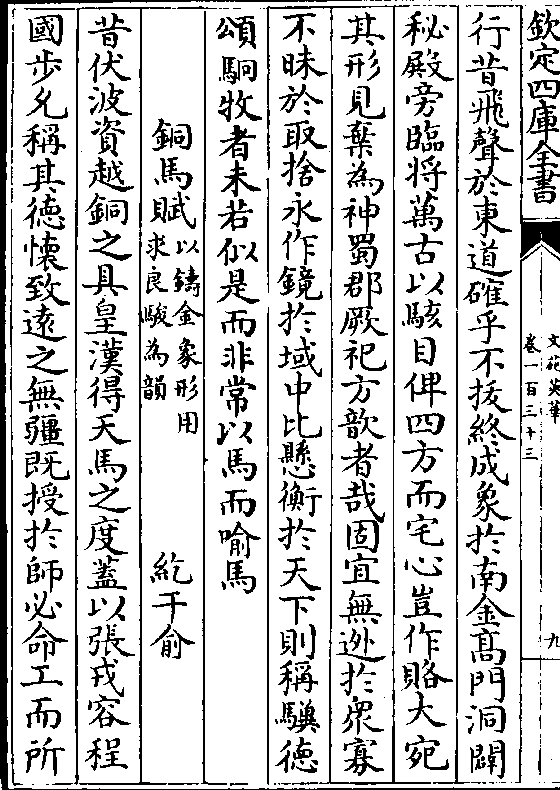 欽定四庫全書
文苑英華
卷一百三十三
九
行昔飛聲於東道確乎不拔終成象於南金髙門洞闢
秘殿旁臨将萬古以駭目俾四方而宅心豈作賂大宛
其形見棄為神蜀郡厥祀方歆者哉固宜無逊於衆寡
不昧於取捨永作鏡於域中比懸衡於天下則稱驥德
頌駉牧者未若似是而非常以馬而喻馬
銅馬賦以鑄金象形用
求良駿為韻
紇干俞
昔伏波資越銅之具皇漢得天馬之度蓋以張戎容程
國步允稱其德懷致逺之無疆既授於師必命工而所